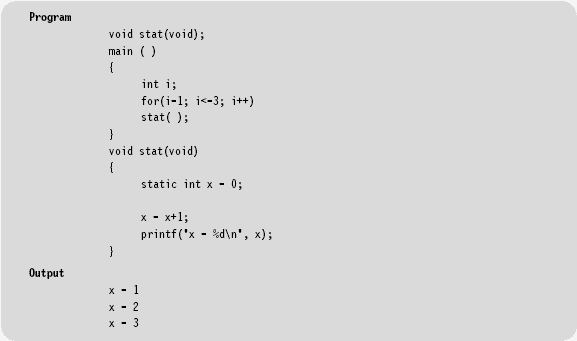 Program
void stat(void);
main ( )
{
int i;
for(i=1; i<=3; i++)
stat( );
}
void stat(void)
{
static int x = 0;
x = x+1;
printf("x = %d\n", x);
}
Output
x = 1
x = 2
x = 3